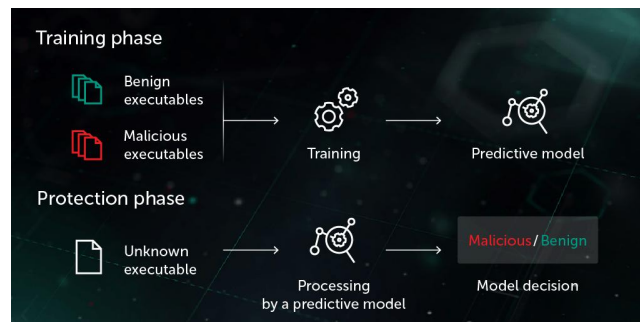 Training phase
Benign
executables
Malicious
executables
Training
Predictive model
Protection phase
Unknown
executable
Processing
by a predictive model
Malicious/Benign
Model decision